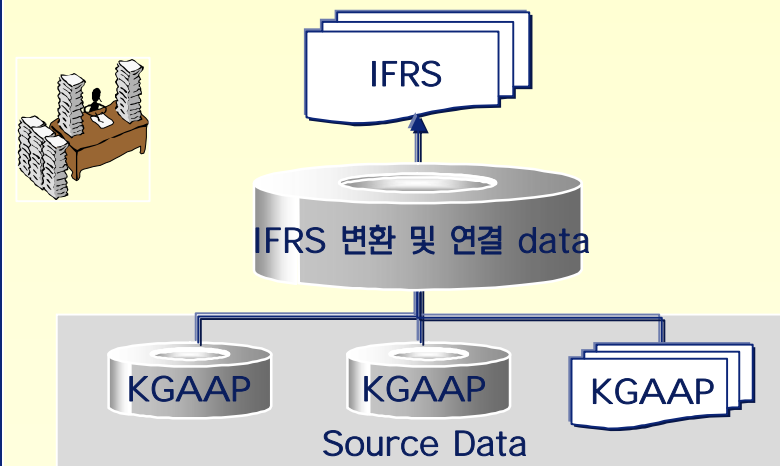 IFRS
IFRS 변환 및 연결 data
KGAAP
KGAAP
KGAAP
Source Data